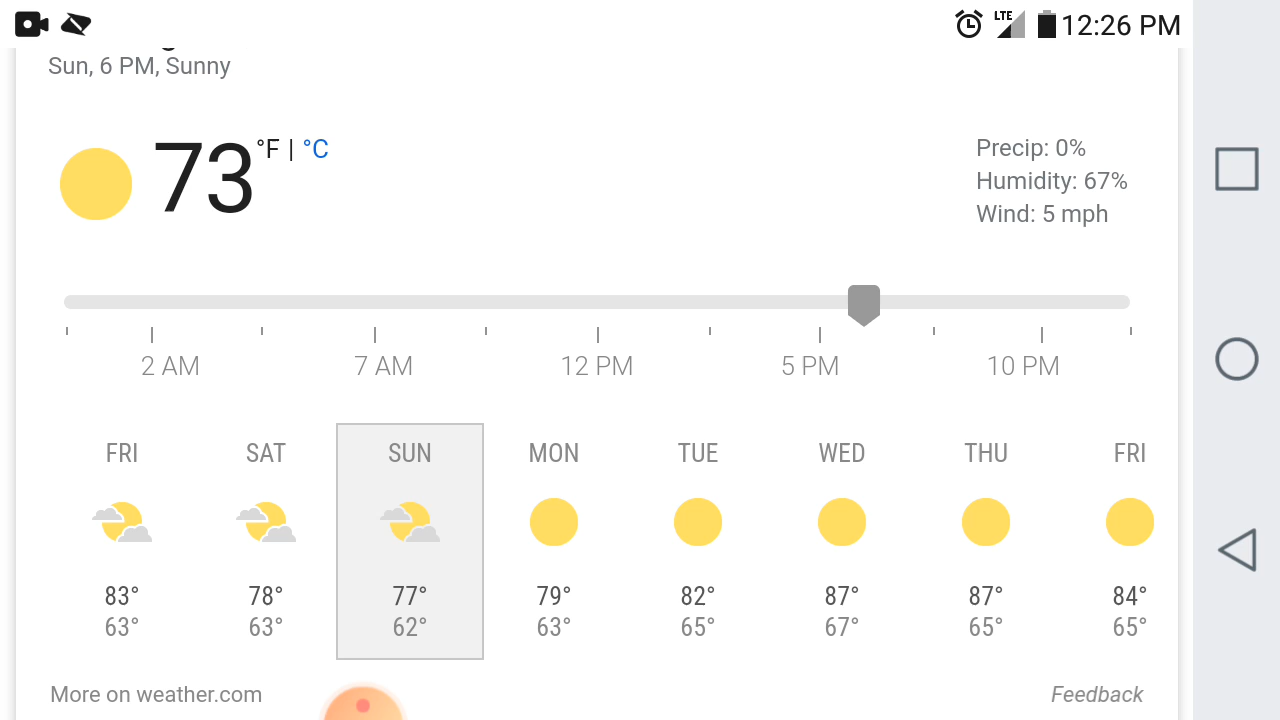 LTE 12:26 PM
Sun, 6 PM, Sunny
73 °F | °C
Precip: 0%
Humidity: 67%
Wind: 5 mph
2 AM 7 AM 12 PM 5 PM 10 PM
FRI SAT SUN MON TUE WED THU FRI
83° 78° 77° 79° 82° 87° 87° 84°
63° 63° 62° 63° 65° 67° 65° 65°
More on weather.com Feedback